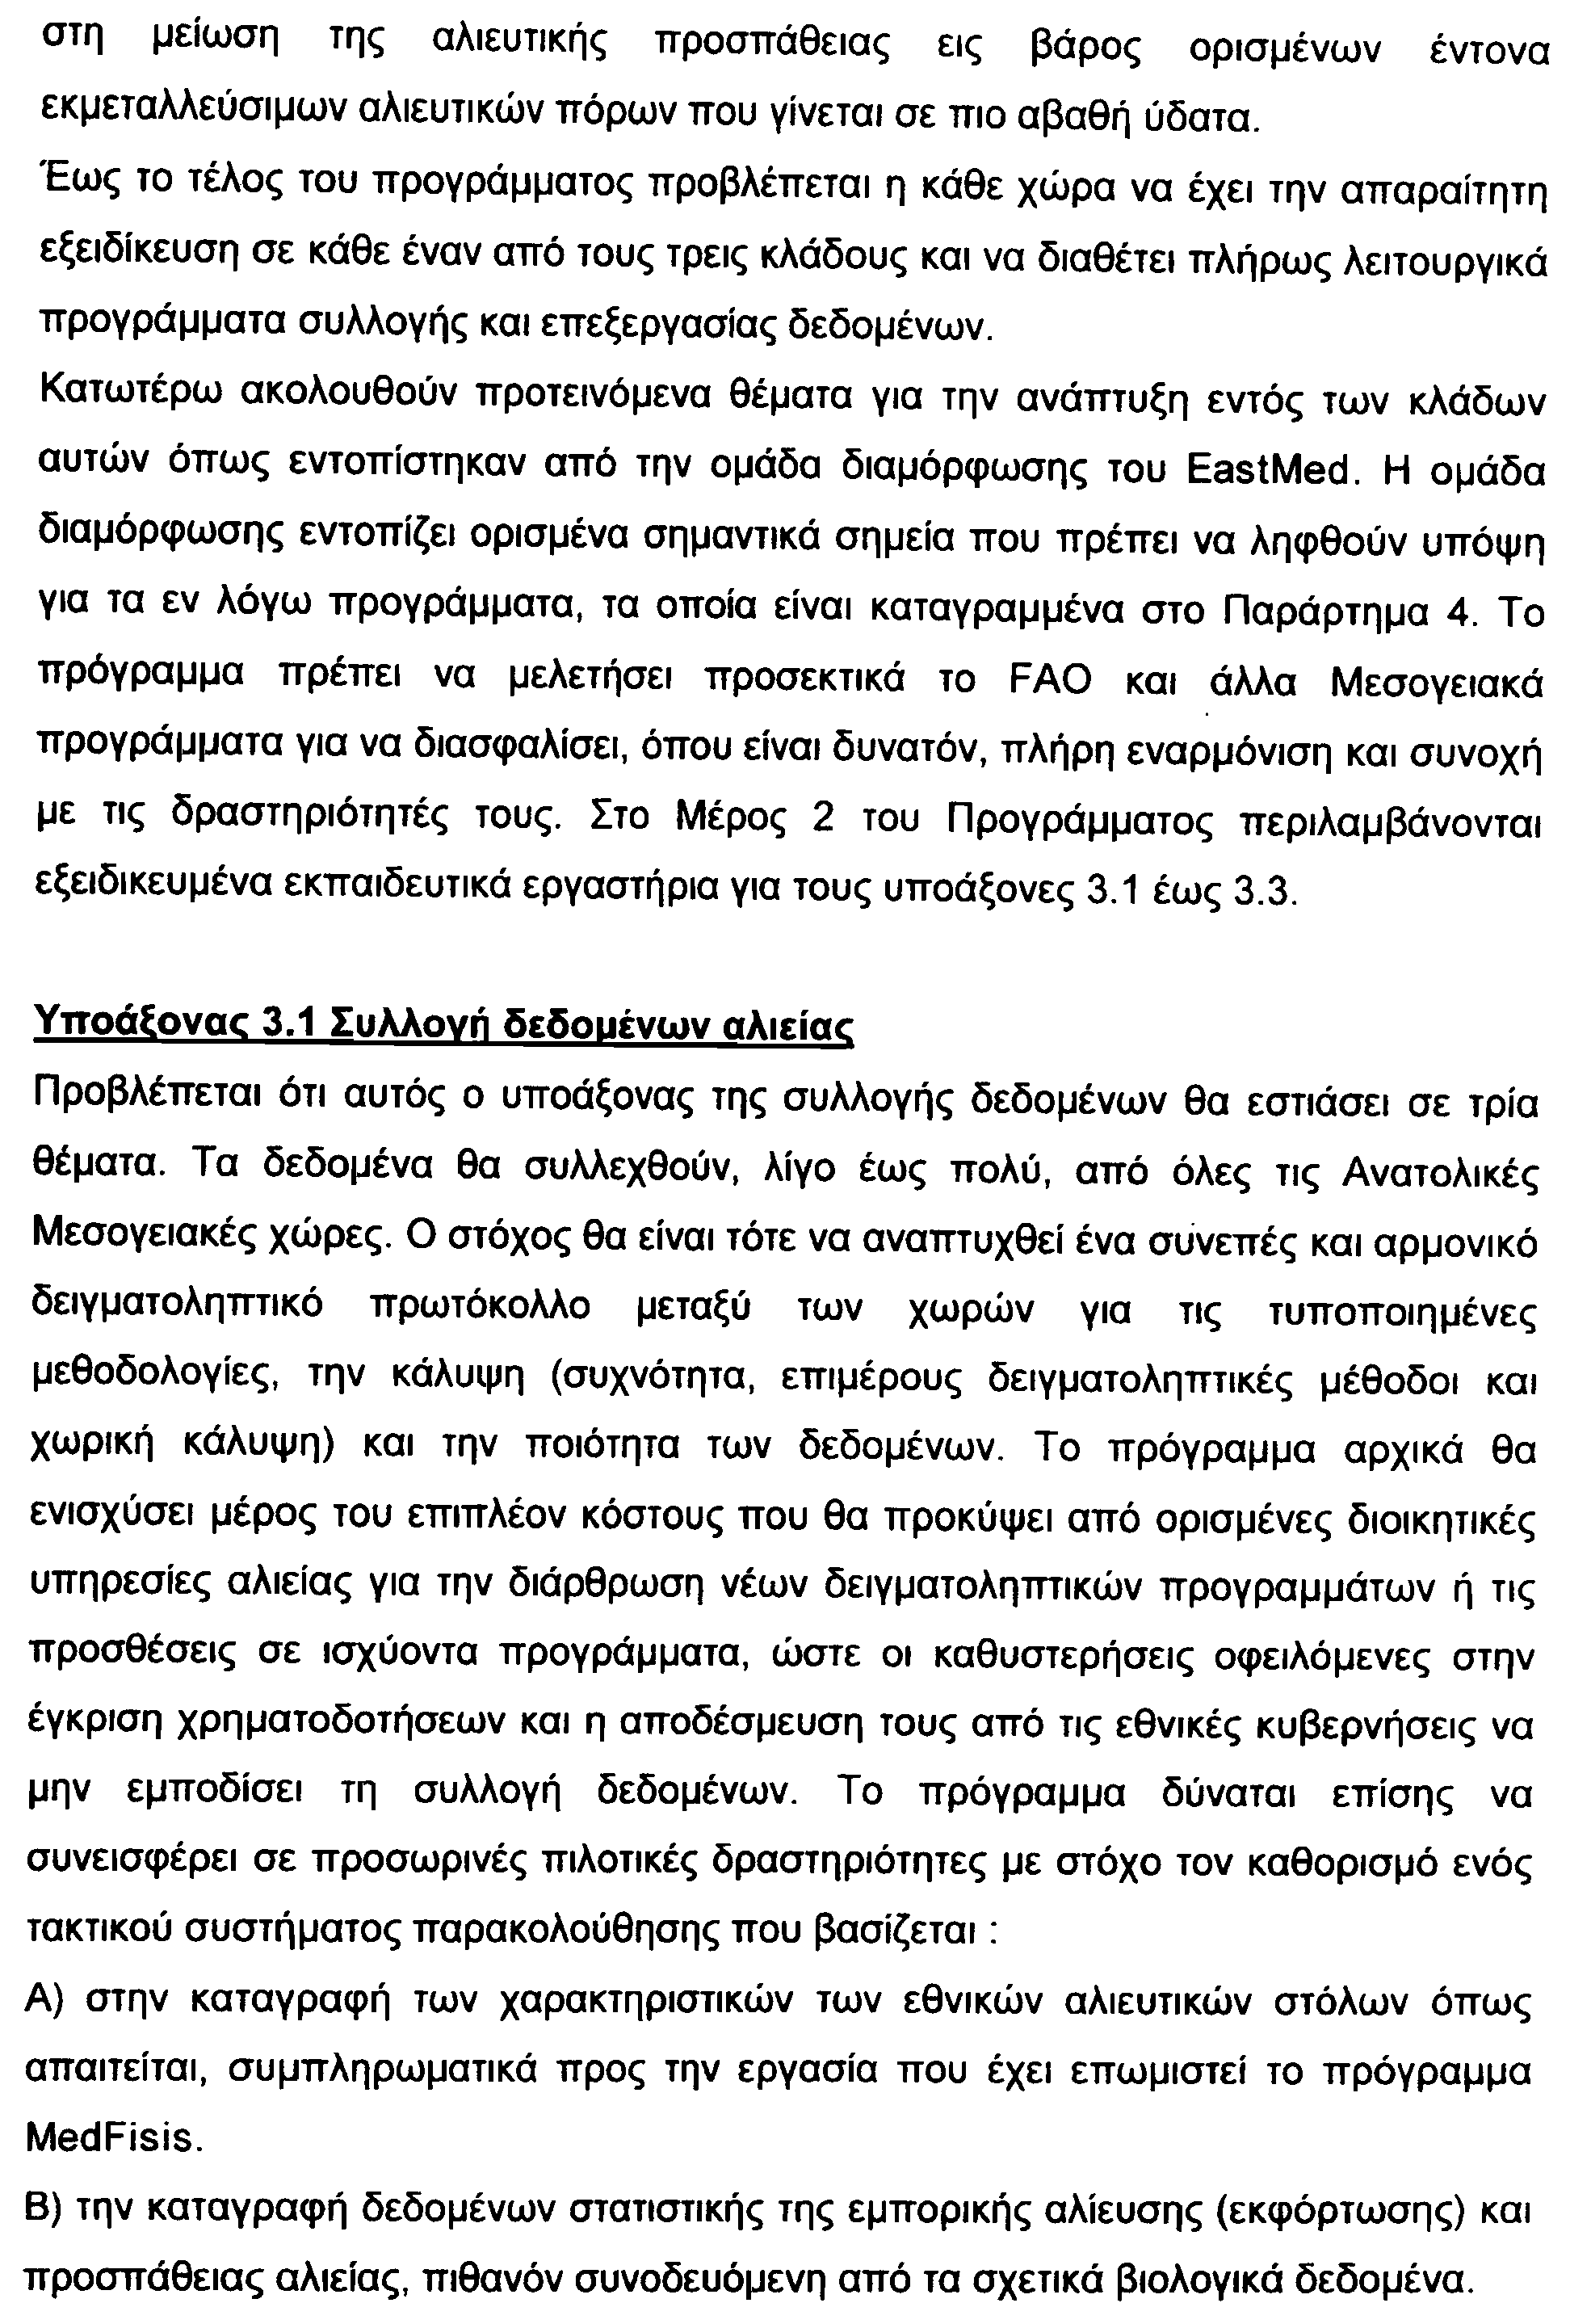 στη μείωση της αλιευτικής προσπάθειας εις βάρος ορισμένων έντονα
εκμεταλλεύσιμων αλιευτικών πόρων που γίνεται σε πιο αβαθή ύδατα.
Έως το τέλος του προγράμματος προβλέπεται η κάθε χώρα να έχει την απαραίτητη
εξειδίκευση σε κάθε έναν από τους τρεις κλάδους και να διαθέτει πλήρως λειτουργικά
προγράμματα συλλογής και επεξεργασίας δεδομένων.
Κατωτέρω ακολουθούν προτεινόμενα θέματα για την ανάπτυξη εντός των κλάδων
αυτών όπως εντοπίστηκαν από την ομάδα διαμόρφωσης του EastMed. Η ομάδα
διαμόρφωσης εντοπίζει ορισμένα σημαντικά σημεία που πρέπει να ληφθούν υπόψη
για τα εν λόγω προγράμματα, τα οποία είναι καταγραμμένα στο Παράρτημα 4. Το
πρόγραμμα πρέπει να μελετήσει προσεκτικά το FAO και άλλα Μεσογειακά
προγράμματα για να διασφαλίσει, όπου είναι δυνατόν, πλήρη εναρμόνιση και συνοχή
με τις δραστηριότητές τους. Στο Μέρος 2 του Προγράμματος περιλαμβάνονται
εξειδικευμένα εκπαιδευτικά εργαστήρια για τους υποάξονες 3.1 έως 3.3.
Υποάξονας 3.1 Συλλογή δεδομένων αλιείας
Προβλέπεται ότι αυτός ο υποάξονας της συλλογής δεδομένων θα εστιάσει σε τρία
θέματα. Τα δεδομένα θα συλλεχθούν, λίγο έως πολύ, από όλες τις Ανατολικές
Μεσογειακές χώρες. Ο στόχος θα είναι τότε να αναπτυχθεί ένα συνεπές και αρμονικό
δειγματοληπτικό πρωτόκολλο μεταξύ των χωρών για τις τυποποιημένες
μεθοδολογίες, την κάλυψη (συχνότητα, επιμέρους δειγματοληπτικές μέθοδοι και
χωρική κάλυψη) και την ποιότητα των δεδομένων. Το πρόγραμμα αρχικά θα
ενισχύσει μέρος του επιπλέον κόστους που θα προκύψει από ορισμένες διοικητικές
υπηρεσίες αλιείας για την διάρθρωση νέων δειγματοληπτικών προγραμμάτων ή τις
προσθέσεις σε ισχύοντα προγράμματα, ώστε οι καθυστερήσεις οφειλόμενες στην
έγκριση χρηματοδοτήσεων και η αποδέσμευση τους από τις εθνικές κυβερνήσεις να
μην εμποδίσει τη συλλογή δεδομένων. Το πρόγραμμα δύναται επίσης να
συνεισφέρει σε προσωρινές πιλοτικές δραστηριότητες με στόχο τον καθορισμό ενός
τακτικού συστήματος παρακολούθησης που βασίζεται :
Α) στην καταγραφή των χαρακτηριστικών των εθνικών αλιευτικών στόλων όπως
απαιτείται, συμπληρωματικά προς την εργασία που έχει επωμιστεί το πρόγραμμα
MedFisis.
Β) την καταγραφή δεδομένων στατιστικής της εμπορικής αλίευσης (εκφόρτωσης) και
προσπάθειας αλιείας, πιθανόν συνοδευόμενη από τα σχετικά βιολογικά δεδομένα.